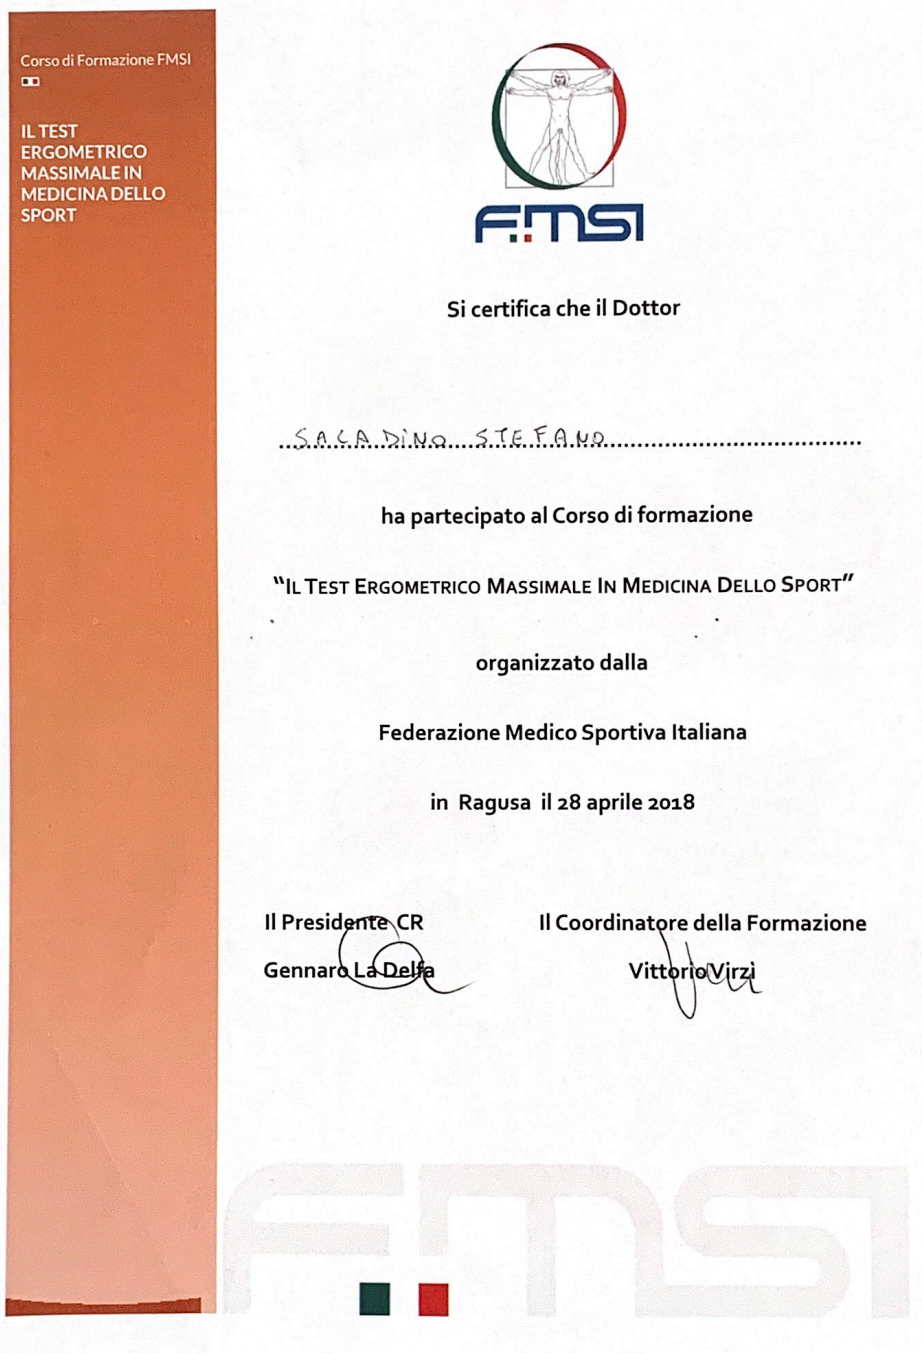 Corso di Formazione FMSI
IL TEST
ERGOMETRICO
MASSIMALE IN
MEDICINA DELLO
SPORT
FMSI
Si certifica che il Dottor
SALADINO STEFANO
ha partecipato al Corso di formazione
“IL TEST ERGOMETRICO MASSIMALE IN MEDICINA DELLO SPORT”
organizzato dalla
Federazione Medico Sportiva Italiana
in Ragusa il 28 aprile 2018
Il Presidente CR
Il Coordinatore della Formazione
Gennaro La Delfa
Vittorio Virzì
FMSI